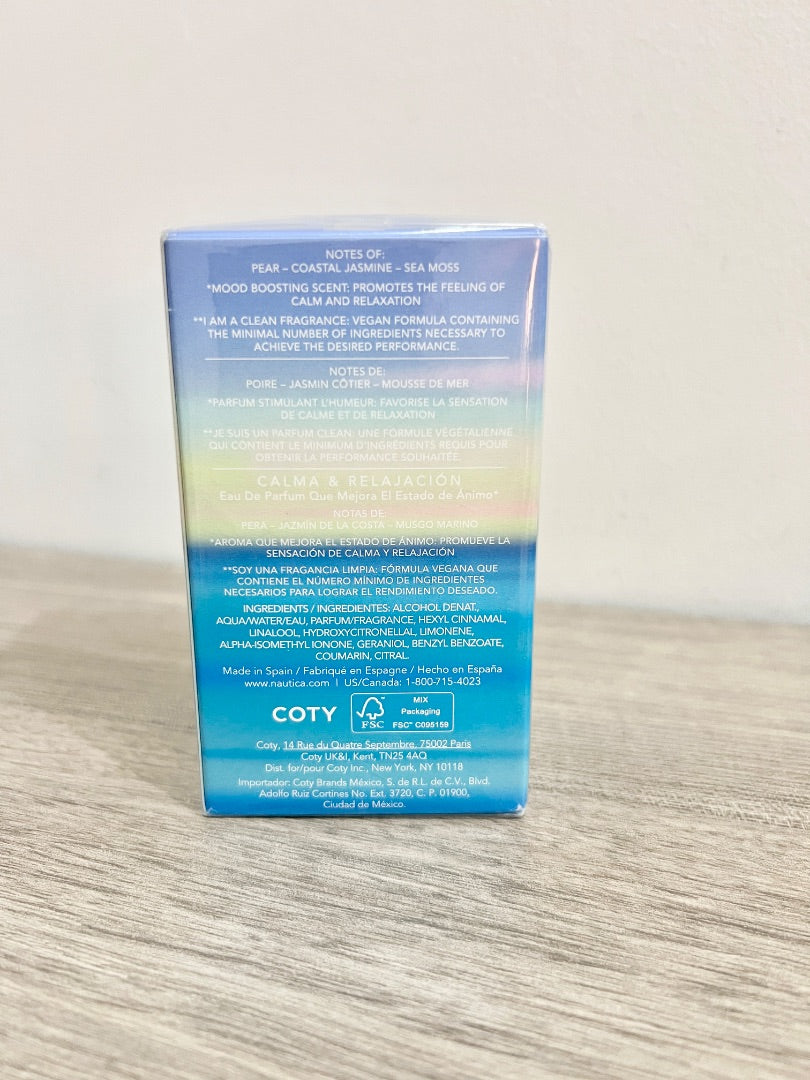 NOTES OF:
PEAR – COASTAL JASMINE – SEA MOSS
*MOOD BOOSTING SCENT: PROMOTES THE FEELING OF
CALM AND RELAXATION
**I AM A CLEAN FRAGRANCE: VEGAN FORMULA CONTAINING
THE MINIMAL NUMBER OF INGREDIENTS NECESSARY TO
ACHIEVE THE DESIRED PERFORMANCE.
NOTES DE:
POIRE – JASMIN CÔTIER – MOUSSE DE MER
*PARFUM STIMULANT L'HUMEUR: FAVORISE LA SENSATION
DE CALME ET DE RELAXATION
**JE SUIS UN PARFUM CLEAN: UNE FORMULE VÉGÉTALIENNE
QUI CONTIENT LE MINIMUM D'INGRÉDIENTS REQUIS POUR
OBTENIR LA PERFORMANCE SOUHAITÉE.
CALMA & RELAJACIÓN
Eau De Parfum Que Mejora El Estado de Ánimo*
NOTAS DE:
PERA – JAZMÍN DE LA COSTA – MUSGO MARINO
*AROMA QUE MEJORA EL ESTADO DE ÁNIMO: PROMUEVE LA
SENSACIÓN DE CALMA Y RELAJACIÓN
**SOY UNA FRAGANCIA LIMPIA: FÓRMULA VEGANA QUE
CONTIENE EL NÚMERO MÍNIMO DE INGREDIENTES
NECESARIOS PARA LOGRAR EL RENDIMIENTO DESEADO.
INGREDIENTS / INGREDIENTES: ALCOHOL DENAT.,
AQUA/WATER/EAU, PARFUM/FRAGRANCE, HEXYL CINNAMAL,
LINALOOL, HYDROXYCITRONELLAL, LIMONENE,
ALPHA-ISOMETHYL IONONE, GERANIOL, BENZYL BENZOATE,
COUMARIN, CITRAL.
Made in Spain / Fabriqué en Espagne / Hecho en España
www.nautica.com | US/Canada: 1-800-715-4023
COTY
FSC™
MIX
Packaging
FSC™ C095159
Coty, 14 Rue du Quatre Septembre, 75002 Paris
Coty UK&I, Kent, TN25 4AQ
Dist. for/pour Coty Inc., New York, NY 10118
Importador: Coty Brands México, S. de R.L. de C.V., Blvd.
Adolfo Ruiz Cortines No. Ext. 3720, C. P. 01900,
Ciudad de México.